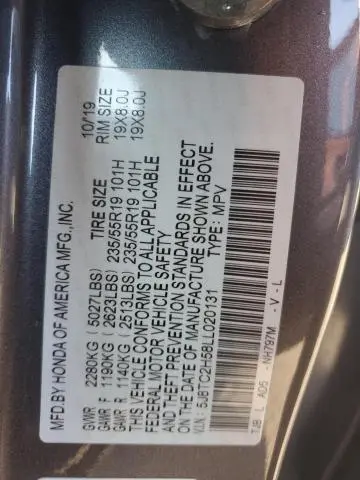 MFD.BY HONDA OF AMERICA MFG.,INC. 10/19
TIRE SIZE RIM SIZE
GVWR 2280KG (5027LBS)
GAWR F 1190KG (2623LBS) 235/55R19 101H 19X8.0J
GAWR R 1140KG (2513LBS) 235/55R19 101H 19X8.0J
THIS VEHICLE CONFORMS TO ALL APPLICABLE
FEDERAL MOTOR VEHICLE SAFETY
AND THEFT PREVENTION STANDARDS IN EFFECT
ON THE DATE OF MANUFACTURE SHOWN ABOVE.
V.I.N.: 5J8TC2H58LL020131 TYPE: MPV
TJB L A05 -NH797M -V-L